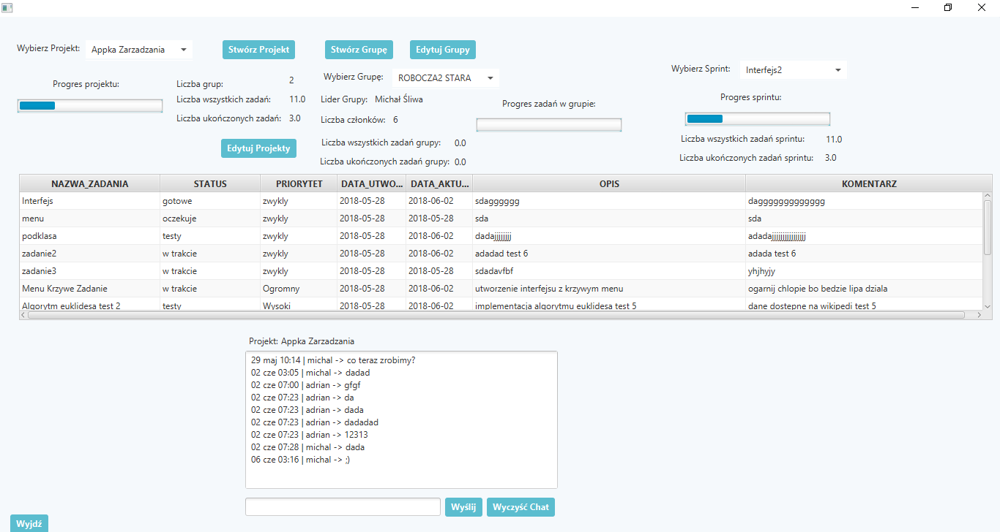 Wybierz Projekt: Appka Zarzadzania Stwórz Projekt Stwórz Grupę Edytuj Grupy
Wybierz Sprint: Interfejs2
Wybierz Grupę: ROBOCZA2 STARA
Progres projektu: Liczba grup: 2
Liczba wszystkich zadań: 11.0 Lider Grupy: Michał Śliwa Progres zadań w grupie: Progres sprintu:
Liczba ukończonych zadań: 3.0 Liczba członków: 6
Liczba wszystkich zadań sprintu: 11.0
Edytuj Projekty Liczba wszystkich zadań grupy: 0.0
Liczba ukończonych zadań sprintu: 3.0
Liczba ukończonych zadań grupy: 0.0
NAZWA_ZADANIA STATUS PRIORYTET DATA_UTWO... DATA_AKTU... OPIS KOMENTARZ
Interfejs gotowe zwykly 2018-05-28 2018-06-02 sdagggggg daggggggggggggg
menu oczekuje zwykly 2018-05-28 2018-05-28 sda sda
podklasa testy zwykly 2018-05-28 2018-06-02 dadajjjjjjjj adadajjjjjjjjjjjjjjjj
zadanie2 w trakcie zwykly 2018-05-28 2018-06-02 adadad test 6 adada test 6
zadanie3 w trakcie zwykly 2018-05-28 2018-05-28 sdadavfbf yhjhyjy
Menu Krzywe Zadanie w trakcie Ogromny 2018-05-28 2018-06-02 utworzenie interfejsu z krzywym menu ogarnij chlopie bo bedzie lipa dziala
Algorytm euklidesa test 2 testy Wysoki 2018-05-28 2018-06-02 implementacja algorytmu euklidesa test 5 dane dostepne na wikipedi test 5
Projekt: Appka Zarzadzania
29 maj 10:14 | michal -> co teraz zrobimy?
02 cze 03:05 | michal -> dadad
02 cze 07:00 | adrian -> gfgf
02 cze 07:23 | adrian -> da
02 cze 07:23 | adrian -> dada
02 cze 07:23 | adrian -> dadadad
02 cze 07:23 | adrian -> 12313
02 cze 07:28 | michal -> dada
06 cze 03:16 | michal -> ;)
Wyślij Wyczyść Chat
Wyjdź